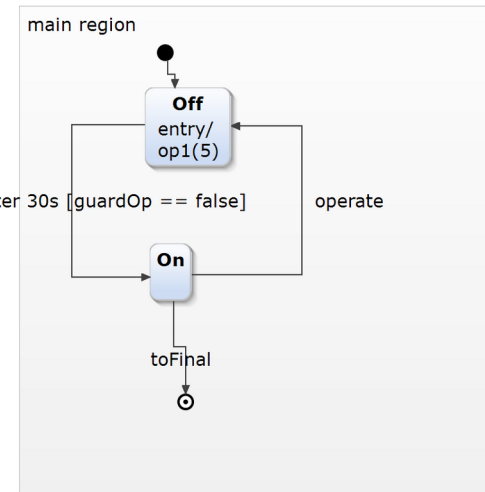 main region
Off
entry/
op1(5)
30s [guardOp == false]
operate
On
toFinal